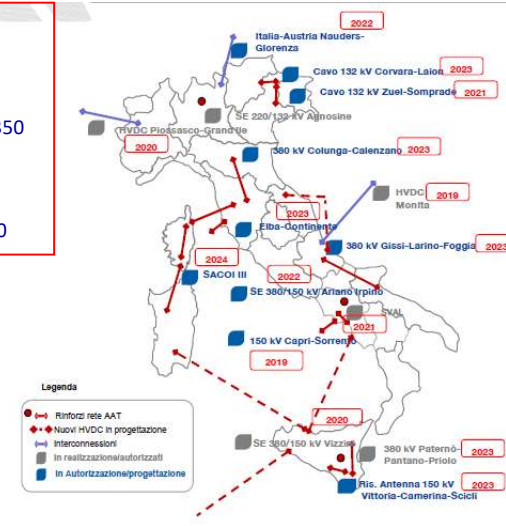 350
0
2022
Italia-Austria Nauders-
Glorenza
Cavo 132 kV Corvara-Laion 2023
Cavo 132 kV Zuel-Somprade 2021
SE 220/132 kV Agnosine
HVDC Piossasco-Grand'Ile
2020
380 kV Colunga-Calenzano 2023
HVDC 2019
Monita
2023
Elba-Continente
380 kV Gissi-Larino-Foggia 2023
2024
SACOI III
2022
SE 380/150 kV Ariano Irpino
SVAL
2021
150 kV Capri-Sorrento
2019
Legenda
Rinforzi rete AAT
Nuovi HVDC in progettazione
Interconnessioni
In realizzazione/autorizzati
In Autorizzazione/progettazione
2020
SE 380/150 kV Vizzini
380 kV Paternò- 2023
Pantano-Priolo
Ris. Antenna 150 kV 2023
Vittoria-Camerina-Scicli